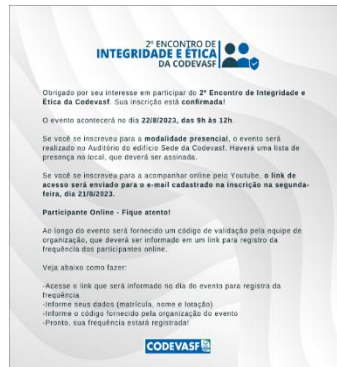 2º ENCONTRO DE
INTEGRIDADE E ÉTICA
DA CODEVASF
Obrigado por seu interesse em participar do 2º Encontro de Integridade e
Ética da Codevasf. Sua inscrição está confirmada!
O evento acontecerá no dia 22/8/2023, das 9h às 12h.
Se você se inscreveu para a modalidade presencial, o evento será
realizado no Auditório do edifício Sede da Codevasf. Haverá uma lista de
presença no local, que deverá ser assinada.
Se você se inscreveu para a acompanhar online pelo Youtube, o link de
acesso será enviado para o e-mail cadastrado na inscrição na segunda-
feira, dia 21/8/2023.
Participante Online - Fique atento!
Ao longo do evento será fornecido um código de validação pela equipe de
organização, que deverá ser informado em um link para registro da
frequência dos participantes online.
Veja abaixo como fazer:
-Acesse o link que será informado no dia do evento para registro da
frequência
-Informe seus dados (matrícula, nome e lotação)
-Informe o código fornecido pela organização do evento
-Pronto, sua frequência estará registrada!
CODEVASF